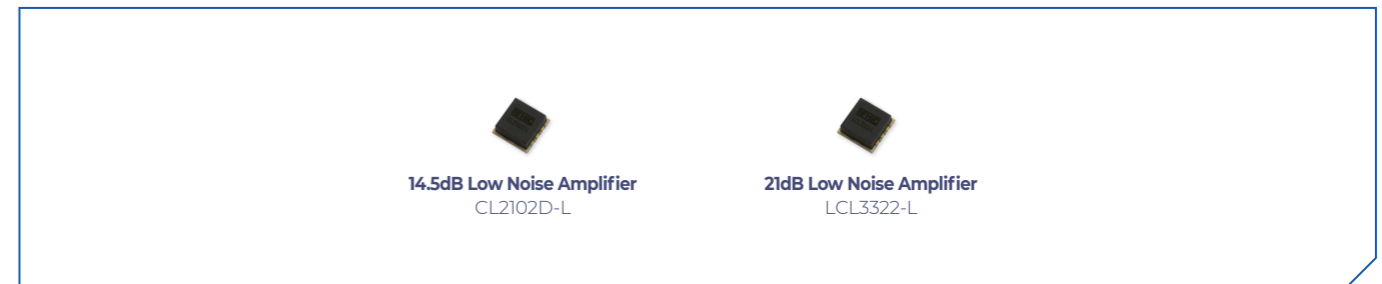 14.5dB Low Noise Amplifier
CL2102D-L
21dB Low Noise Amplifier
LCL3322-L